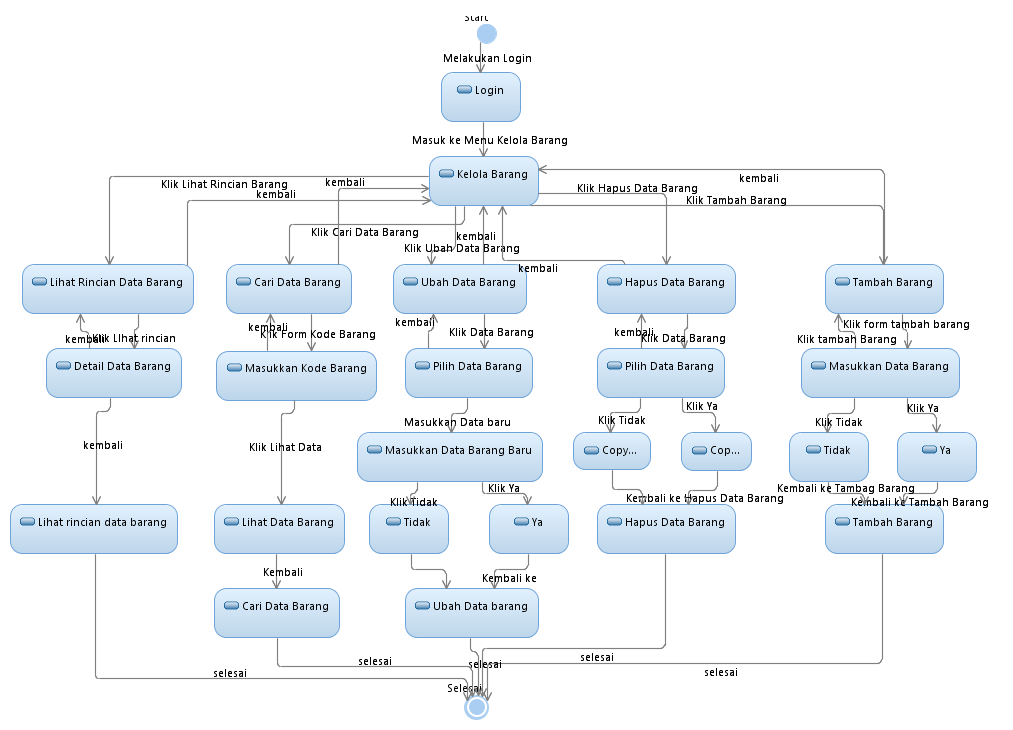 Start
Melakukan Login
Login
Masuk ke Menu Kelola Barang
Kelola Barang
Klik Lihat Rincian Barang
kembali
kembali
Klik Hapus Data Barang
kembali
Klik Tambah Barang
Klik Cari Data Barang
kembali
Klik Ubah Data Barang
kembali
Lihat Rincian Data Barang
Cari Data Barang
Ubah Data Barang
Hapus Data Barang
Tambah Barang
kembali
Klik LIhat rincian
kembali
Klik Form Kode Barang
kembali
Klik Data Barang
kembali
Klik Data Barang
Klik form tambah barang
Klik tambah Barang
Detail Data Barang
Masukkan Kode Barang
Pilih Data Barang
Pilih Data Barang
Masukkan Data Barang
kembali
Klik Lihat Data
Masukkan Data baru
Klik Tidak
Klik Ya
Klik Tidak
Klik Ya
Masukkan Data Barang Baru
Copy...
Cop...
Tidak
Ya
Klik Tidak
Klik Ya
Kembali ke Hapus Data Barang
Kembali ke Tambag Barang
Kembali ke Tambah Barang
Lihat rincian data barang
Lihat Data Barang
Tidak
Ya
Hapus Data Barang
Tambah Barang
Kembali
Kembali ke
Cari Data Barang
Ubah Data barang
selesai
selesai
selesai
selesai
selesai
Selesai